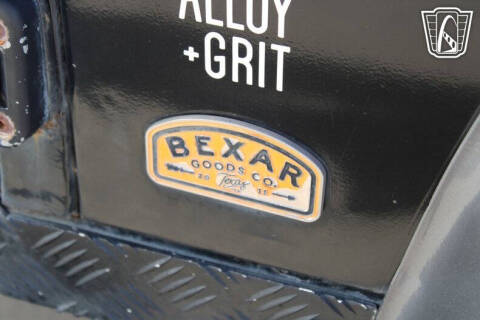 ALLOY
+GRIT
BEXAR
GOODS CO.
20 Texas 15